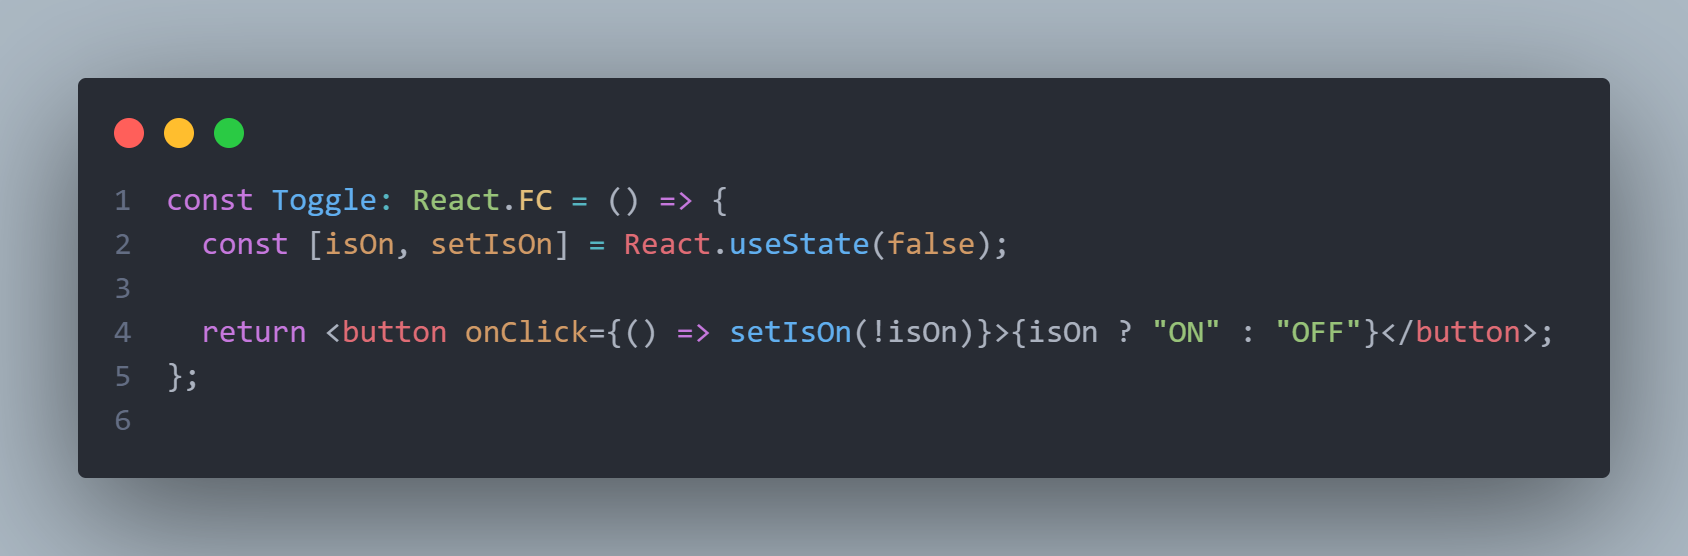 1 const Toggle: React.FC = () => {
2   const [isOn, setIsOn] = React.useState(false);
3
4   return <button onClick={() => setIsOn(!isOn)}>{isOn ? "ON" : "OFF"}</button>;
5 };
6